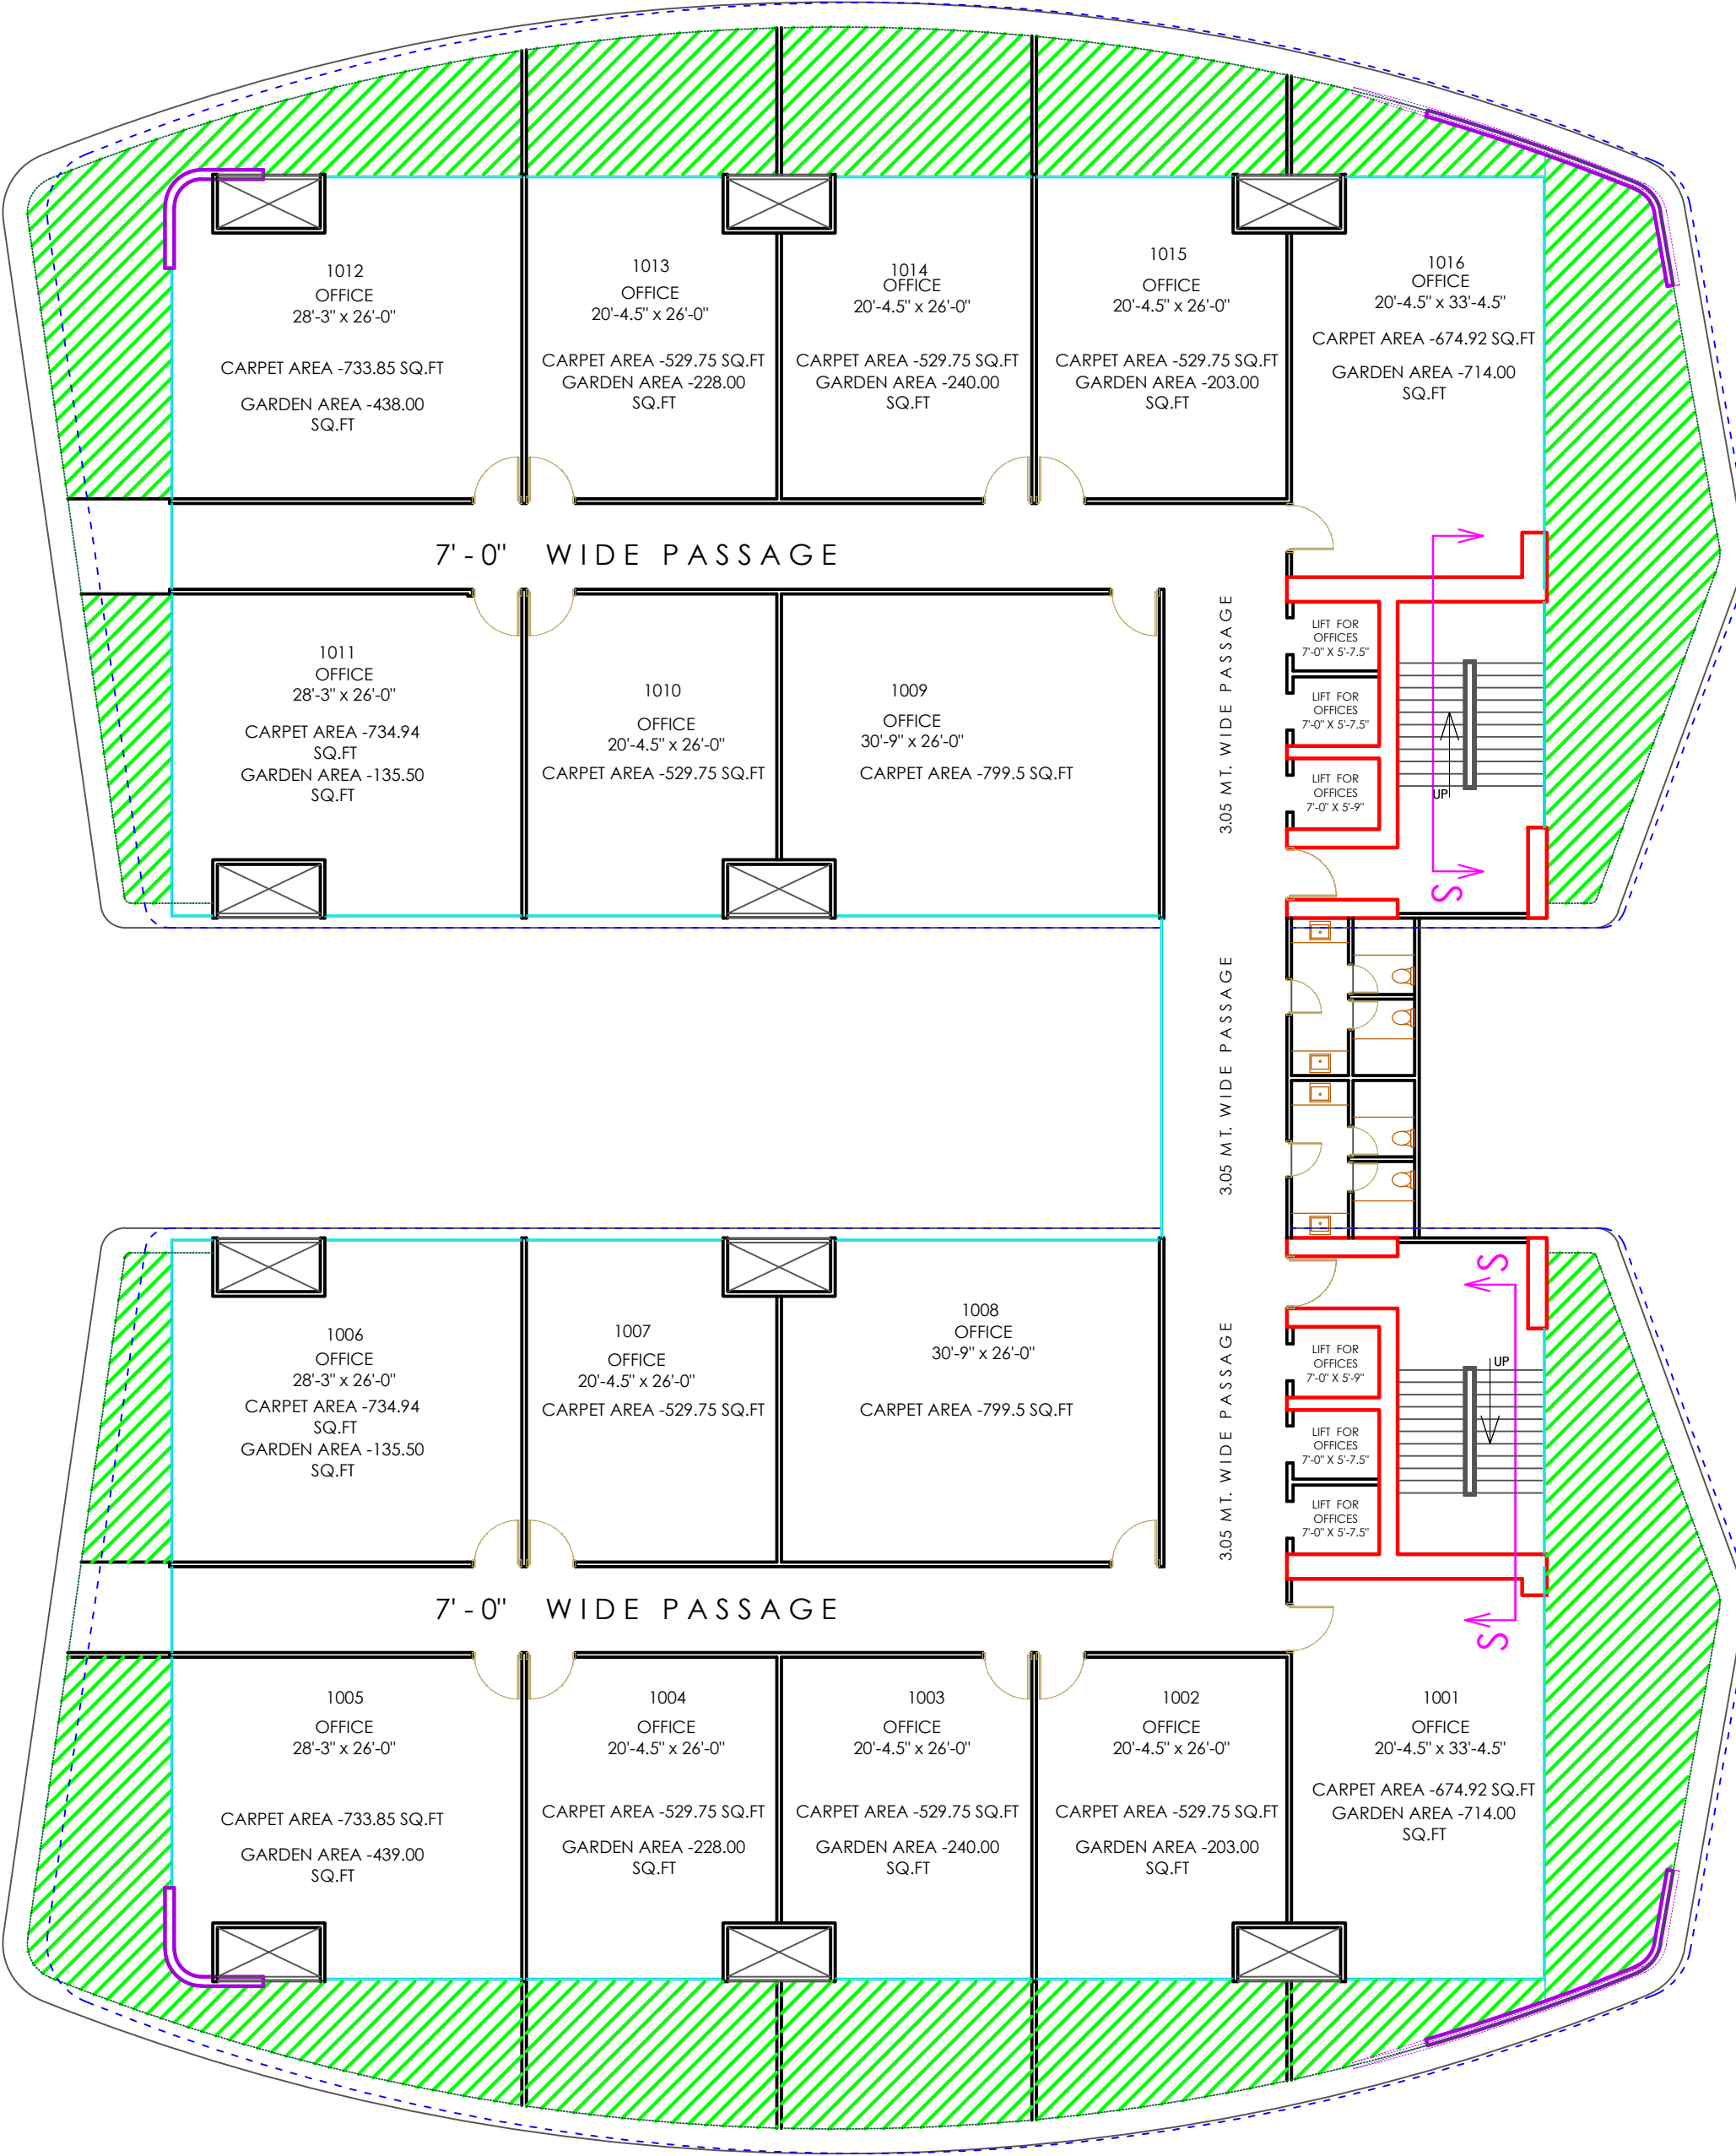 1012
OFFICE
28'-3" x 26'-0"
CARPET AREA -733.85 SQ.FT
GARDEN AREA -438.00
SQ.FT
1013
OFFICE
20'-4.5" x 26'-0"
CARPET AREA -529.75 SQ.FT
GARDEN AREA -228.00
SQ.FT
1014
OFFICE
20'-4.5" x 26'-0"
CARPET AREA -529.75 SQ.FT
GARDEN AREA -240.00
SQ.FT
1015
OFFICE
20'-4.5" x 26'-0"
CARPET AREA -529.75 SQ.FT
GARDEN AREA -203.00
SQ.FT
1016
OFFICE
20'-4.5" x 33'-4.5"
CARPET AREA -674.92 SQ.FT
GARDEN AREA -714.00
SQ.FT
7'-0" WIDE PASSAGE
1011
OFFICE
28'-3" x 26'-0"
CARPET AREA -734.94
SQ.FT
GARDEN AREA -135.50
SQ.FT
1010
OFFICE
20'-4.5" x 26'-0"
CARPET AREA -529.75 SQ.FT
1009
OFFICE
30'-9" x 26'-0"
CARPET AREA -799.5 SQ.FT
3.05 MT. WIDE PASSAGE
LIFT FOR
OFFICES
7'-0" X 5'-7.5"
LIFT FOR
OFFICES
7'-0" X 5'-7.5"
LIFT FOR
OFFICES
7'-0" X 5'-9"
UP
S
3.05 MT. WIDE PASSAGE
1006
OFFICE
28'-3" x 26'-0"
CARPET AREA -734.94
SQ.FT
GARDEN AREA -135.50
SQ.FT
1007
OFFICE
20'-4.5" x 26'-0"
CARPET AREA -529.75 SQ.FT
1008
OFFICE
30'-9" x 26'-0"
CARPET AREA -799.5 SQ.FT
3.05 MT. WIDE PASSAGE
S
LIFT FOR
OFFICES
7'-0" X 5'-9"
LIFT FOR
OFFICES
7'-0" X 5'-7.5"
LIFT FOR
OFFICES
7'-0" X 5'-7.5"
UP
S
7'-0" WIDE PASSAGE
1005
OFFICE
28'-3" x 26'-0"
CARPET AREA -733.85 SQ.FT
GARDEN AREA -439.00
SQ.FT
1004
OFFICE
20'-4.5" x 26'-0"
CARPET AREA -529.75 SQ.FT
GARDEN AREA -228.00
SQ.FT
1003
OFFICE
20'-4.5" x 26'-0"
CARPET AREA -529.75 SQ.FT
GARDEN AREA -240.00
SQ.FT
1002
OFFICE
20'-4.5" x 26'-0"
CARPET AREA -529.75 SQ.FT
GARDEN AREA -203.00
SQ.FT
1001
OFFICE
20'-4.5" x 33'-4.5"
CARPET AREA -674.92 SQ.FT
GARDEN AREA -714.00
SQ.FT